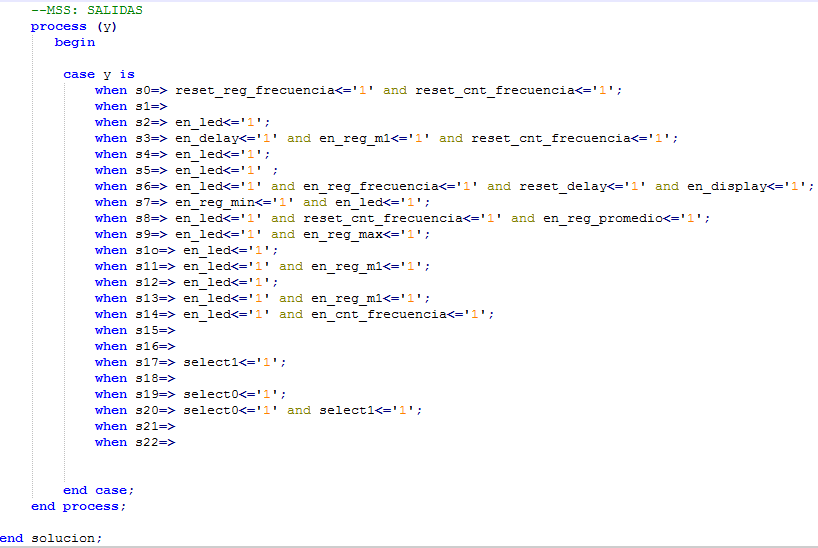 --MSS: SALIDAS
process (y)
begin
case y is
when s0=> reset_reg_frecuencia<='1' and reset_cnt_frecuencia<='1';
when s1=>
when s2=> en_led<='1';
when s3=> en_delay<='1' and en_reg_m1<='1' and reset_cnt_frecuencia<='1';
when s4=> en_led<='1';
when s5=> en_led<='1' ;
when s6=> en_led<='1' and en_reg_frecuencia<='1' and reset_delay<='1' and en_display<='1';
when s7=> en_reg_min<='1' and en_led<='1';
when s8=> en_led<='1' and reset_cnt_frecuencia<='1' and en_reg_promedio<='1';
when s9=> en_led<='1' and en_reg_max<='1';
when s1o=> en_led<='1';
when s11=> en_led<='1' and en_reg_m1<='1';
when s12=> en_led<='1';
when s13=> en_led<='1' and en_reg_m1<='1';
when s14=> en_led<='1' and en_cnt_frecuencia<='1';
when s15=>
when s16=>
when s17=> select1<='1';
when s18=>
when s19=> select0<='1';
when s20=> select0<='1' and select1<='1';
when s21=>
when s22=>
end case;
end process;
end solucion;